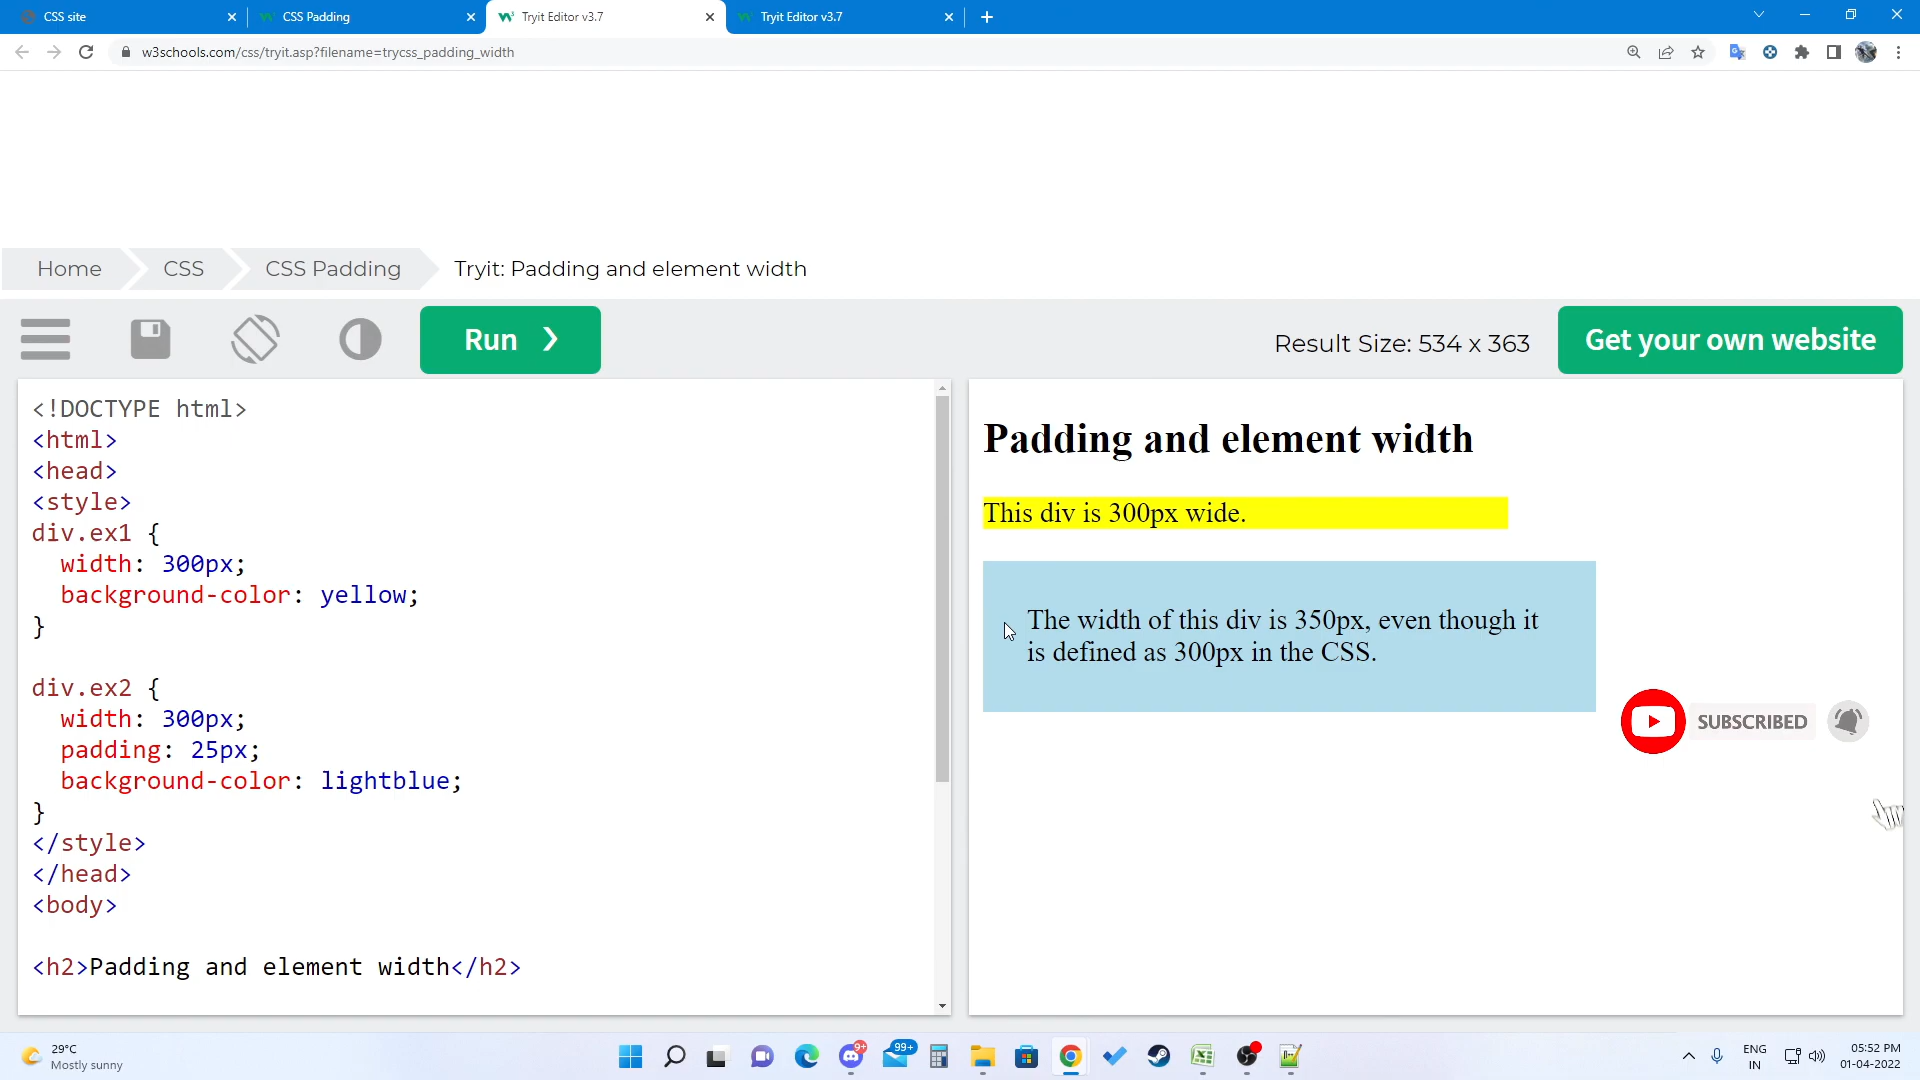 CSS site
CSS Padding
Tryit Editor v3.7
Tryit Editor v3.7
w3schools.com/css/tryit.asp?filename=trycss_padding_width
Home
CSS
CSS Padding
Tryit: Padding and element width
Run ❯
Result Size: 534 x 363
Get your own website
<!DOCTYPE html>
<html>
<head>
<style>
div.ex1 {
  width: 300px;
  background-color: yellow;
}
div.ex2 {
  width: 300px;
  padding: 25px;
  background-color: lightblue;
}
</style>
</head>
<body>
<h2>Padding and element width</h2>
Padding and element width
This div is 300px wide.
The width of this div is 350px, even though it
is defined as 300px in the CSS.
SUBSCRIBED
29°C
Mostly sunny
9+
99+
ENG
IN
05:52 PM
01-04-2022